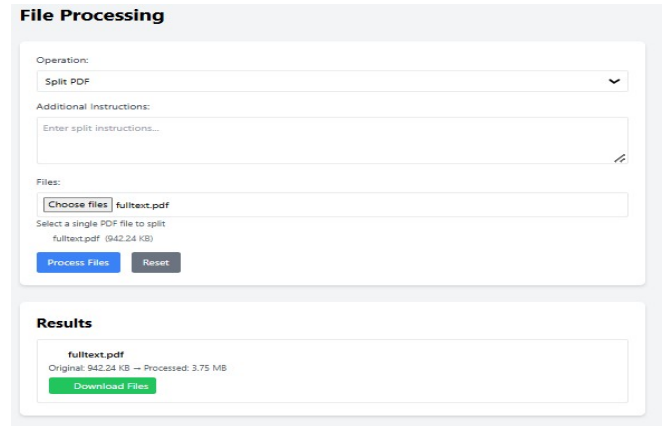 File Processing
Operation:
Split PDF
Additional Instructions:
Enter split instructions...
Files:
Choose files fulltext.pdf
Select a single PDF file to split
fulltext.pdf (942.24 KB)
Process Files Reset
Results
fulltext.pdf
Original: 942.24 KB → Processed: 3.75 MB
Download Files